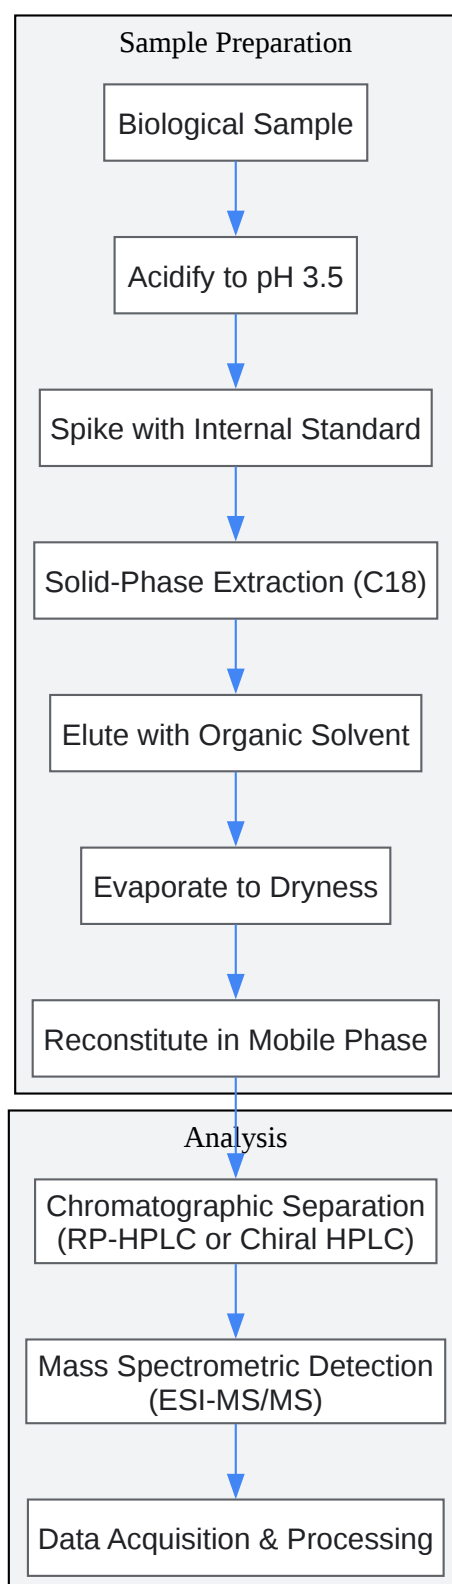 Sample Preparation
Biological Sample
Acidify to pH 3.5
Spike with Internal Standard
Solid-Phase Extraction (C18)
Elute with Organic Solvent
Evaporate to Dryness
Reconstitute in Mobile Phase
Analysis
Chromatographic Separation
(RP-HPLC or Chiral HPLC)
Mass Spectrometric Detection
(ESI-MS/MS)
Data Acquisition & Processing